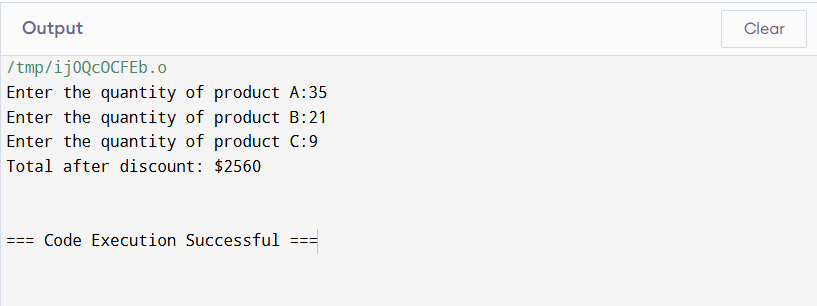 Output
Clear
/tmp/ij0QcOCFEb.o
Enter the quantity of product A:35
Enter the quantity of product B:21
Enter the quantity of product C:9
Total after discount: $2560
=== Code Execution Successful ===